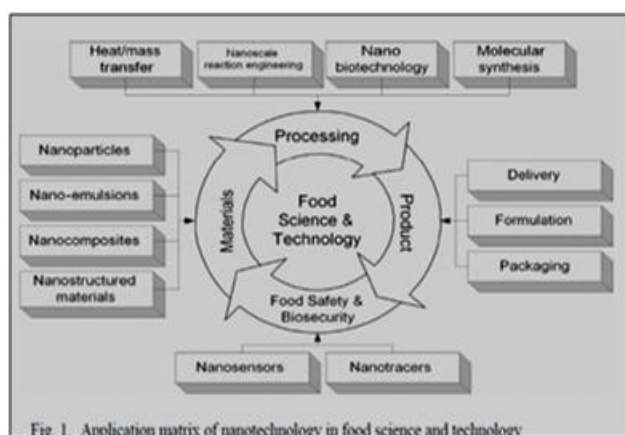 Heat/mass
transfer
Nanoscale
reaction engineering
Nano
biotechnology
Molecular
synthesis
Processing
Nanoparticles
Nano-emulsions
Nanocomposites
Nanostructured
materials
Materials
Food
Science &
Technology
Product
Delivery
Formulation
Packaging
Food Safety &
Biosecurity
Nanosensors
Nanotracers
Fig. 1. Application matrix of nanotechnology in food science and technology